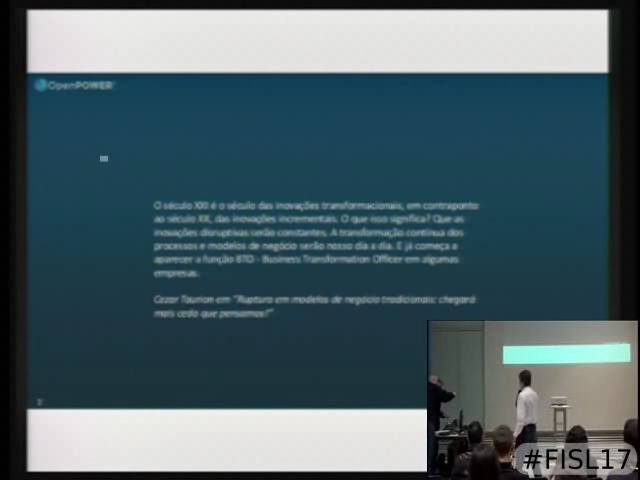 OpenPOWER
O século XXI é o século das inovações transformacionais, em contraponto
ao século XX, das inovações incrementais. O que isso significa? Que as
inovações disruptivas serão constantes. A transformação contínua dos
processos e modelos de negócio serão nosso dia a dia. E já começa a
aparecer a função BTO - Business Transformation Officer em algumas
empresas.
Cezar Taurion em "Ruptura em modelos de negócio tradicionais: chegará
mais cedo que pensamos!"
2
#FISL17